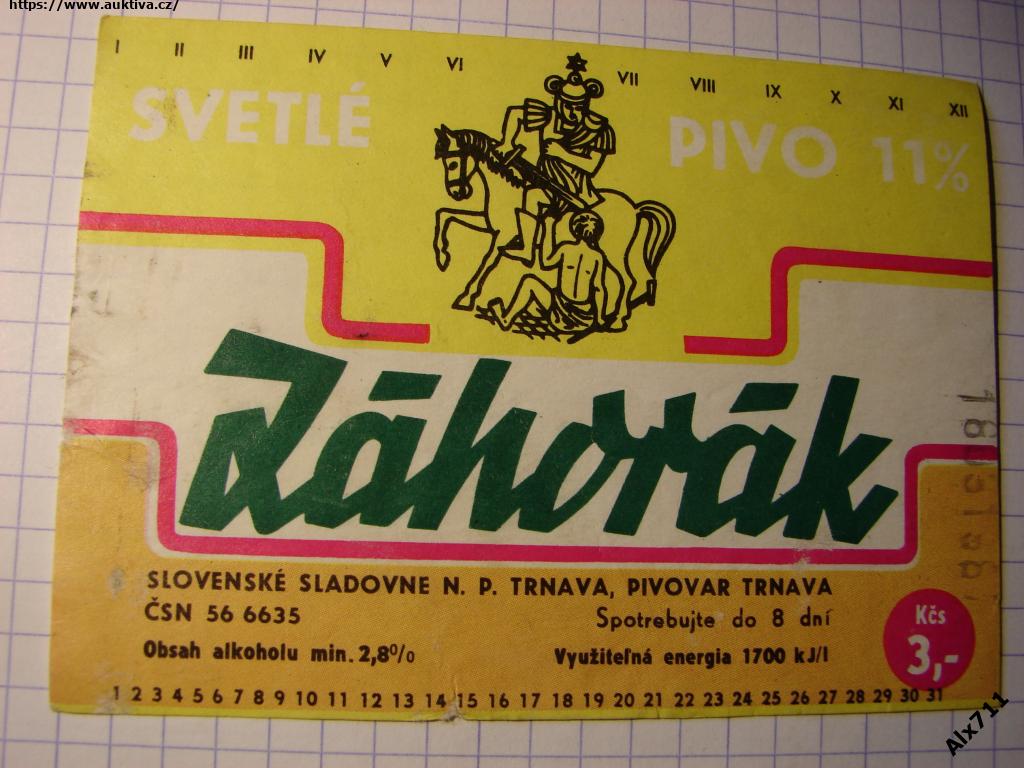 https://www.auktiva.cz/
I II III IV V VI VII VIII IX X XI XII
SVETLÉ PIVO 11%
Záhorák
SLOVENSKÉ SLADOVNE N. P. TRNAVA, PIVOVAR TRNAVA
ČSN 56 6635 Spotrebujte do 8 dní
Obsah alkoholu min. 2,8% Využiteľná energia 1700 kJ/l
Kčs
3,-
1 2 3 4 5 6 7 8 9 10 11 12 13 14 15 16 17 18 19 20 21 22 23 24 25 26 27 28 29 30 31
Alx711